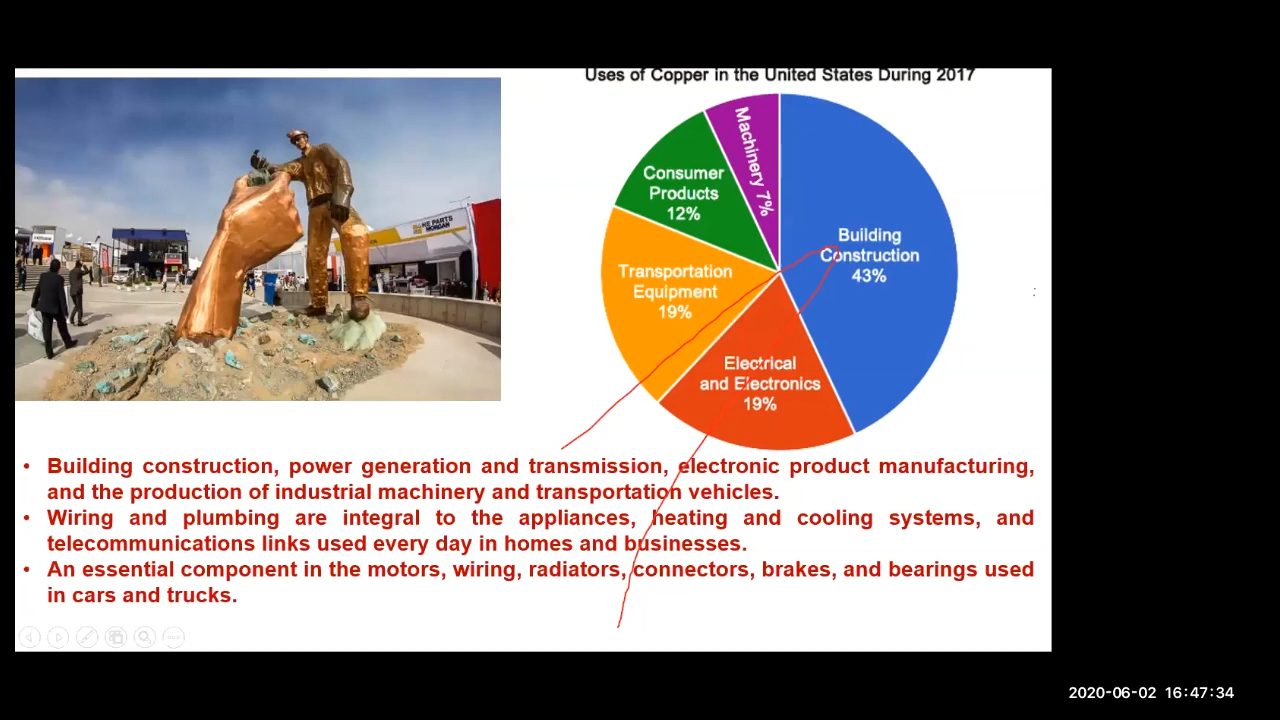 Uses of Copper in the United States During 2017
Machinery 7%
Consumer
Products
12%
Building
Construction
43%
Transportation
Equipment
19%
Electrical
and Electronics
19%
• Building construction, power generation and transmission, electronic product manufacturing,
and the production of industrial machinery and transportation vehicles.
• Wiring and plumbing are integral to the appliances, heating and cooling systems, and
telecommunications links used every day in homes and businesses.
• An essential component in the motors, wiring, radiators, connectors, brakes, and bearings used
in cars and trucks.
2020-06-02 16:47:34